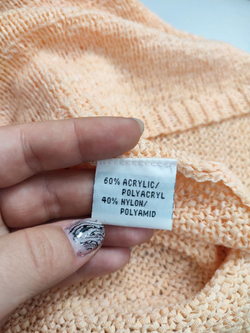 60% ACRYLIC/
POLYACRYL
40% NYLON/
POLYAMID